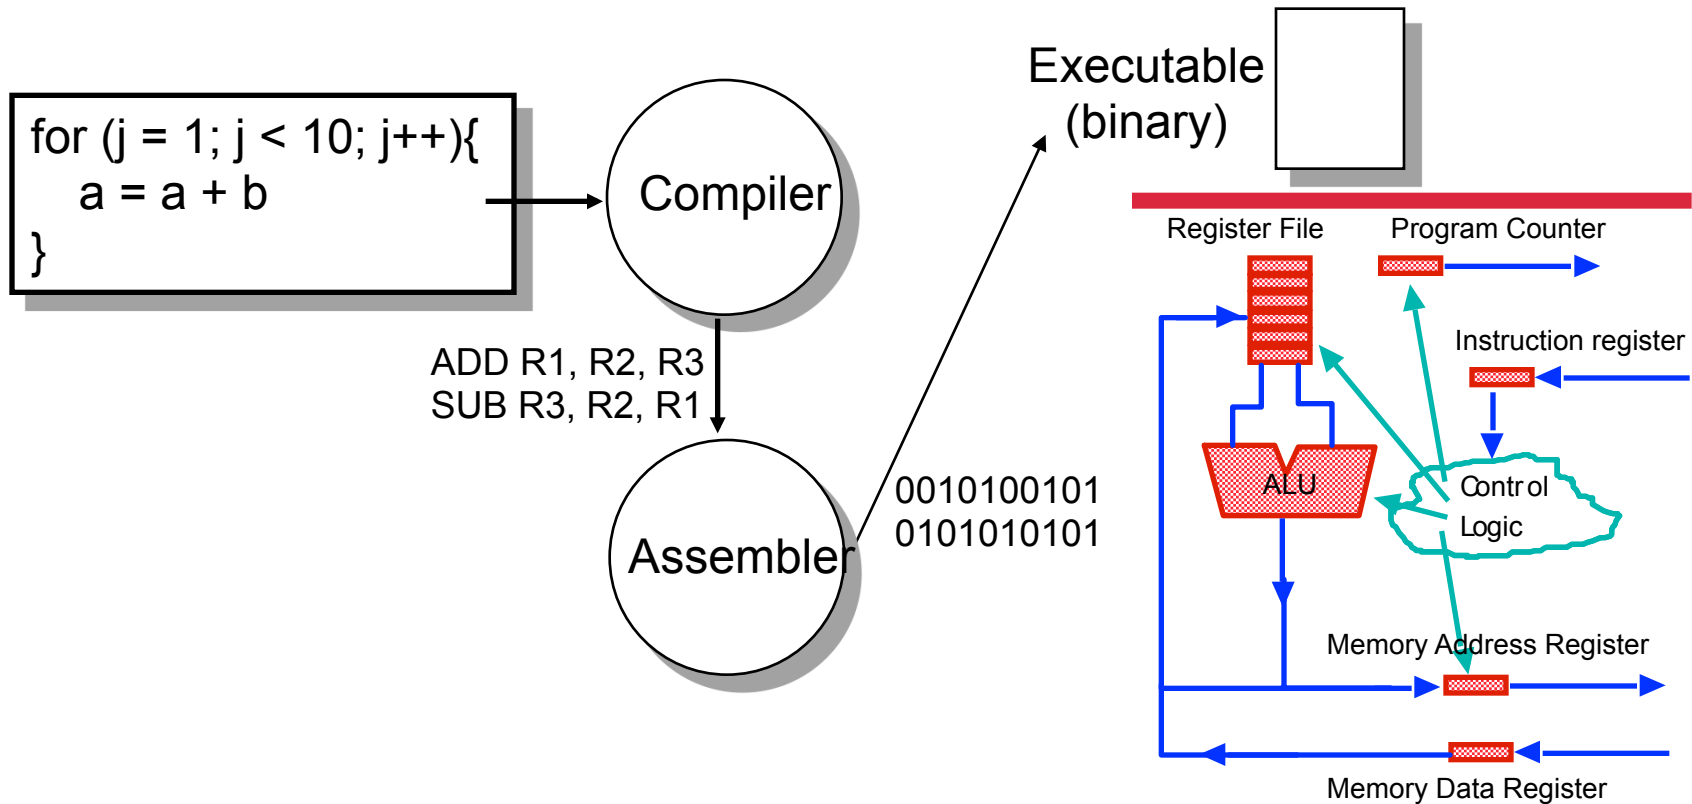 for (j = 1; j < 10; j++){
a = a + b
}
Compiler
ADD R1, R2, R3
SUB R3, R2, R1
Assembler
0010100101
0101010101
Executable
(binary)
Register File
Program Counter
Instruction register
ALU
Control
Logic
Memory Address Register
Memory Data Register